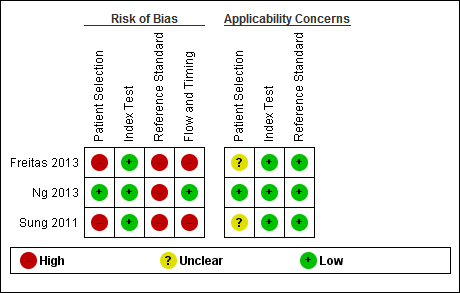 Risk of Bias Applicability Concerns
Patient Selection
Index Test
Reference Standard
Flow and Timing
Patient Selection
Index Test
Reference Standard
Freitas 2013 – + – – ? + +
Ng 2013 + + – + + + +
Sung 2011 – + – – ? + +
– High ? Unclear + Low